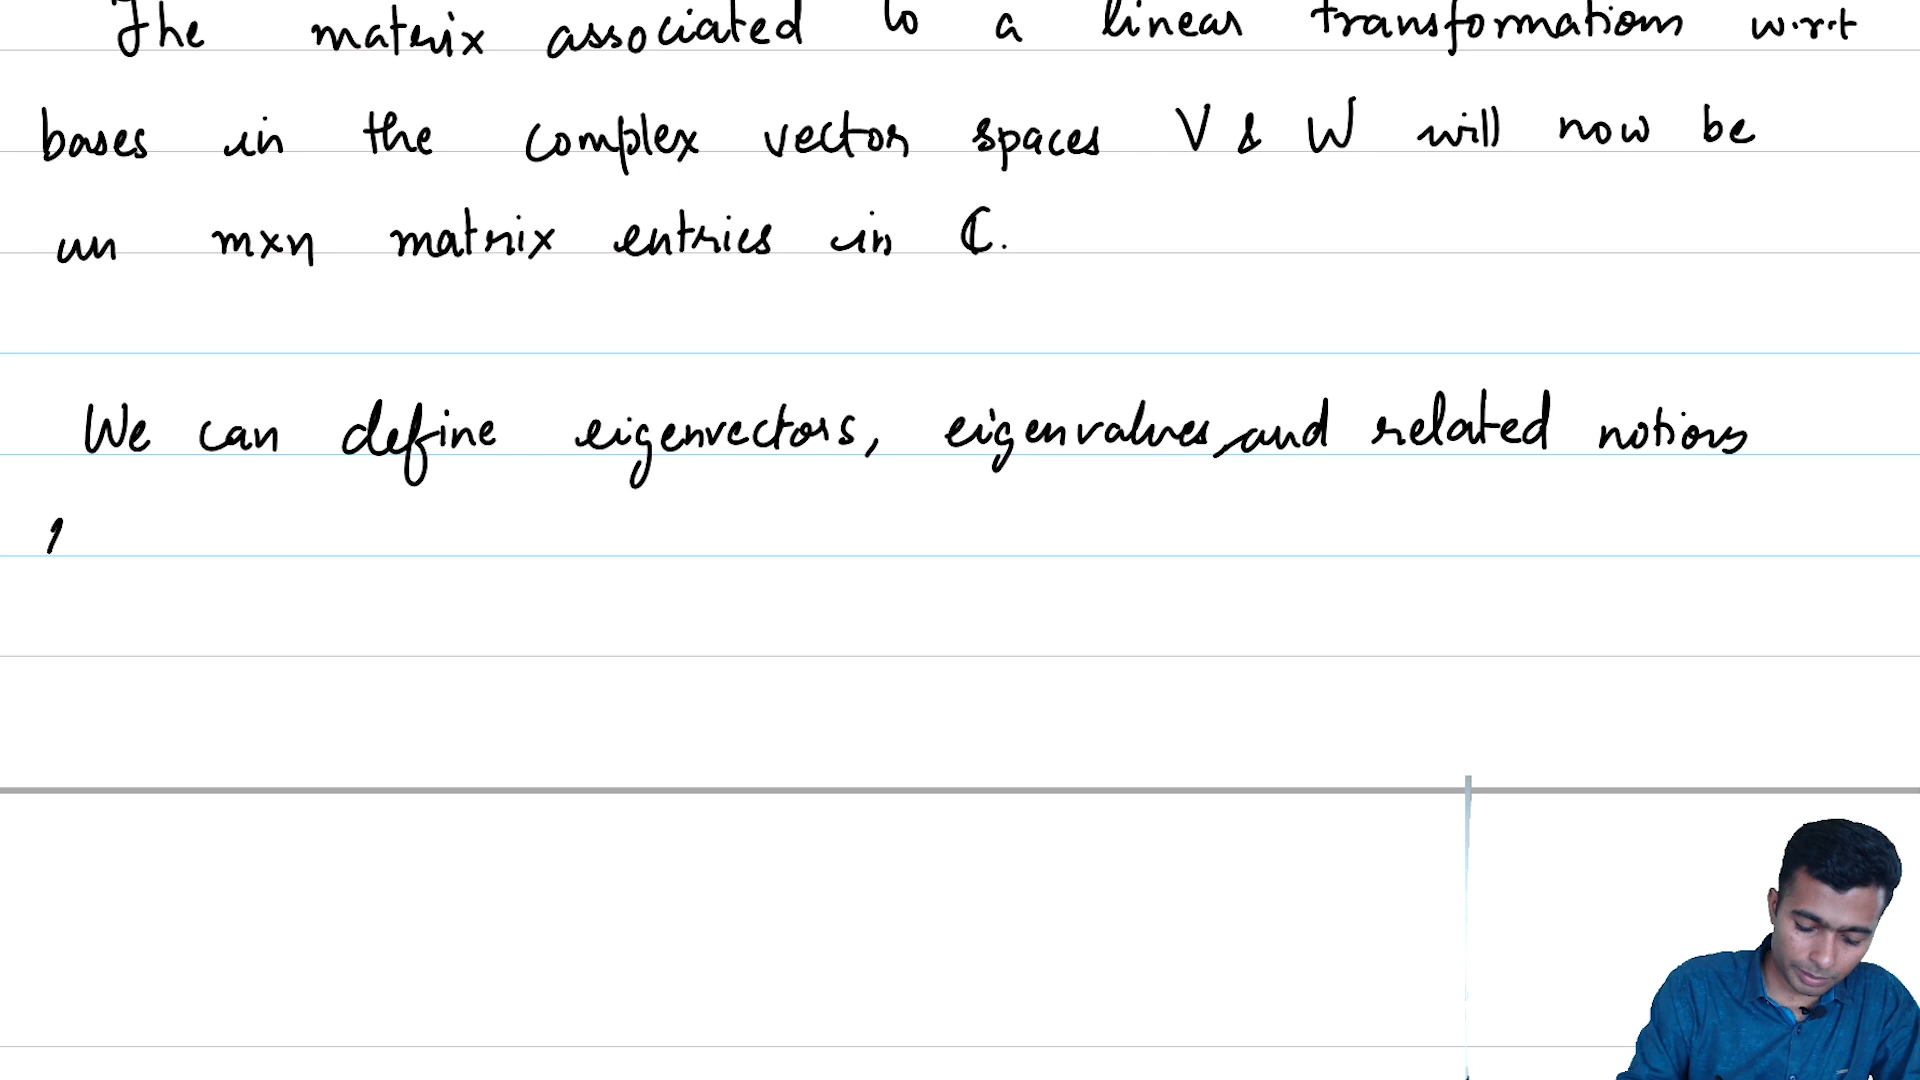 The matrix associated to a linear transformations w.r.t
bases in the complex vector spaces V & W will now be
an m×n matrix entries in ℂ.
We can define eigenvectors, eigenvalues, and related notions